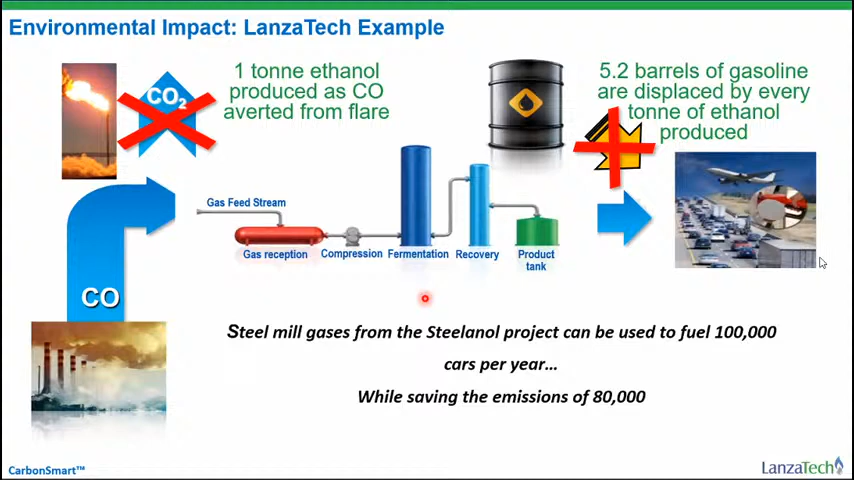 Environmental Impact: LanzaTech Example
1 tonne ethanol
produced as CO
averted from flare
CO₂
5.2 barrels of gasoline
are displaced by every
tonne of ethanol
produced
Gas Feed Stream
Gas reception
Compression
Fermentation
Recovery
Product
tank
CO
Steel mill gases from the Steelanol project can be used to fuel 100,000
cars per year…
While saving the emissions of 80,000
CarbonSmart™
LanzaTech